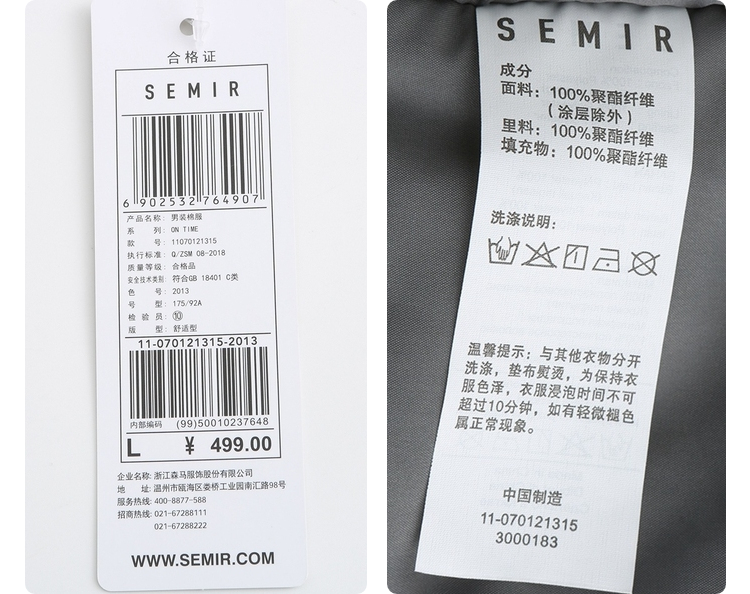 合格证
SEMIR
6 902532 764907
产品名称: 男装棉服
系 列: ON TIME
款 号: 11070121315
执行标准: Q/ZSM 08-2018
质量等级: 合格品
安全技术类别: 符合GB 18401 C类
色 号: 2013
号 型: 175/92A
检 验 员: ⑩
版 型: 舒适型
11-070121315-2013
内部编码 (99)50010237648
L ¥ 499.00
企业名称: 浙江森马服饰股份有限公司
地 址: 温州市瓯海区娄桥工业园南汇路98号
服务热线: 400-8877-588
招商热线: 021-67288111
021-67288222
WWW.SEMIR.COM
SEMIR
成分
面料: 100%聚酯纤维
(涂层除外)
里料: 100%聚酯纤维
填充物: 100%聚酯纤维
洗涤说明:
温馨提示: 与其他衣物分开
洗涤, 垫布熨烫, 为保持衣
服色泽, 衣服浸泡时间不可
超过10分钟, 如有轻微褪色
属正常现象。
中国制造
11-070121315
3000183